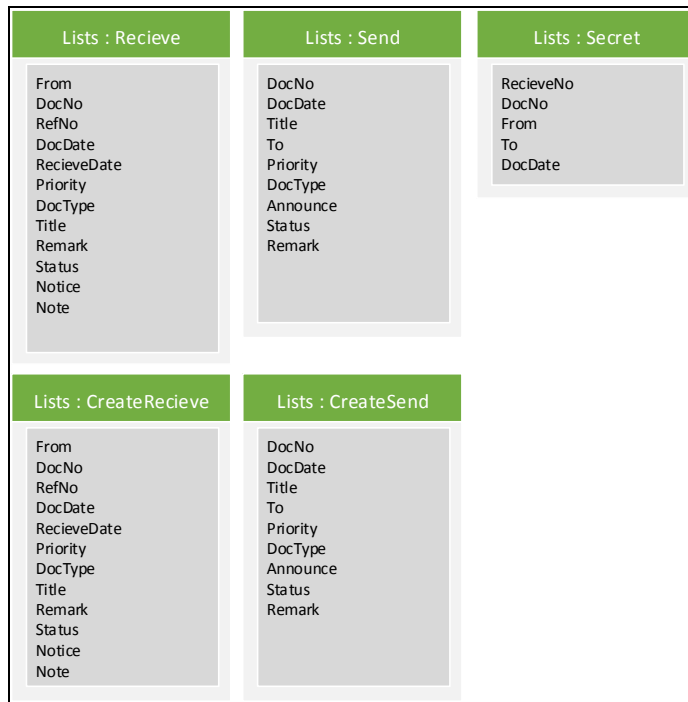 Lists : Recieve
From
DocNo
RefNo
DocDate
RecieveDate
Priority
DocType
Title
Remark
Status
Notice
Note
Lists : Send
DocNo
DocDate
Title
To
Priority
DocType
Announce
Status
Remark
Lists : Secret
RecieveNo
DocNo
From
To
DocDate
Lists : CreateRecieve
From
DocNo
RefNo
DocDate
RecieveDate
Priority
DocType
Title
Remark
Status
Notice
Note
Lists : CreateSend
DocNo
DocDate
Title
To
Priority
DocType
Announce
Status
Remark